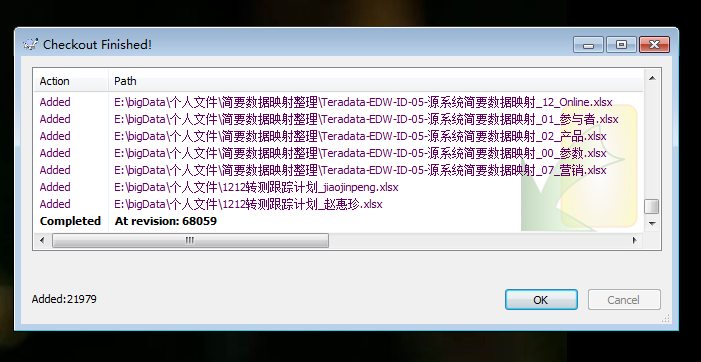 Checkout Finished!
Action Path
Added E:\bigData\个人文件\简要数据映射整理\Teradata-EDW-ID-05-源系统简要数据映射_12_Online.xlsx
Added E:\bigData\个人文件\简要数据映射整理\Teradata-EDW-ID-05-源系统简要数据映射_01_参与者.xlsx
Added E:\bigData\个人文件\简要数据映射整理\Teradata-EDW-ID-05-源系统简要数据映射_02_产品.xlsx
Added E:\bigData\个人文件\简要数据映射整理\Teradata-EDW-ID-05-源系统简要数据映射_00_参数.xlsx
Added E:\bigData\个人文件\简要数据映射整理\Teradata-EDW-ID-05-源系统简要数据映射_07_营销.xlsx
Added E:\bigData\个人文件\1212转测跟踪计划_jiaojinpeng.xlsx
Added E:\bigData\个人文件\1212转测跟踪计划_赵惠珍.xlsx
Completed At revision: 68059
Added:21979
OK Cancel